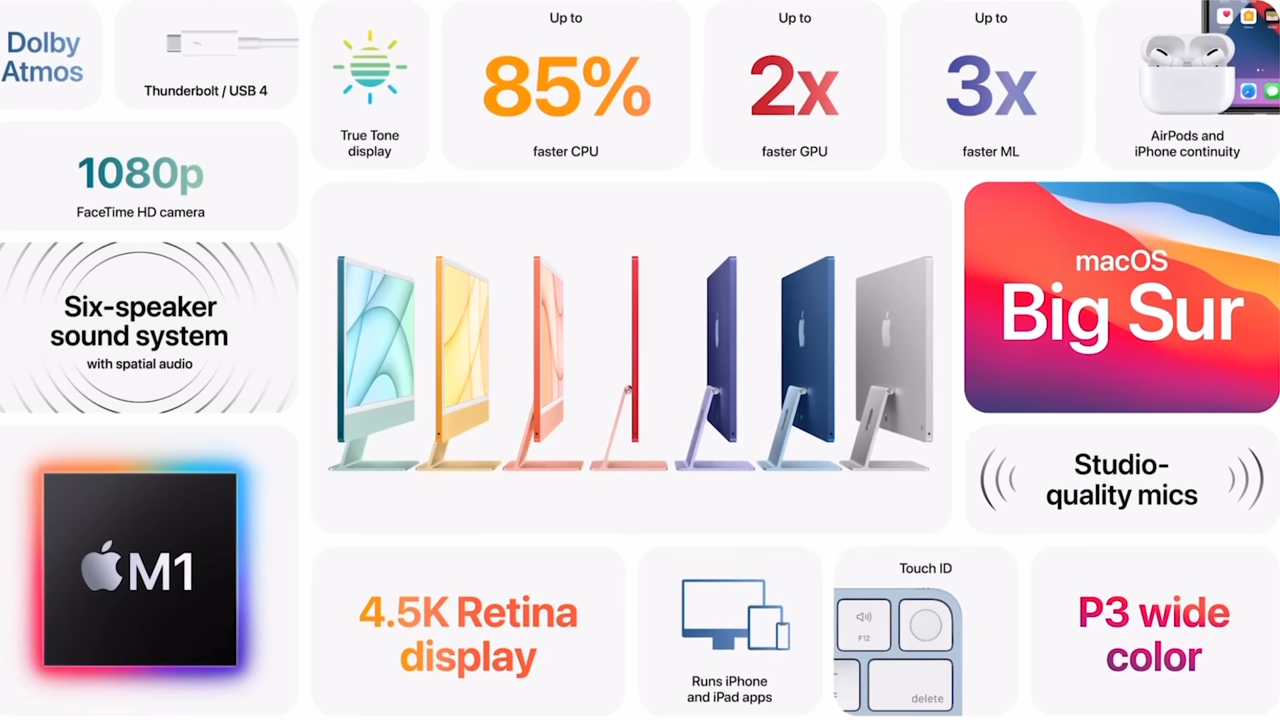 Dolby
Atmos
Thunderbolt / USB 4
True Tone
display
Up to
85%
faster CPU
Up to
2x
faster GPU
Up to
3x
faster ML
AirPods and
iPhone continuity
1080p
FaceTime HD camera
Six-speaker
sound system
with spatial audio
macOS
Big Sur
M1
Studio-
quality mics
4.5K Retina
display
Runs iPhone
and iPad apps
Touch ID
F12
delete
P3 wide
color